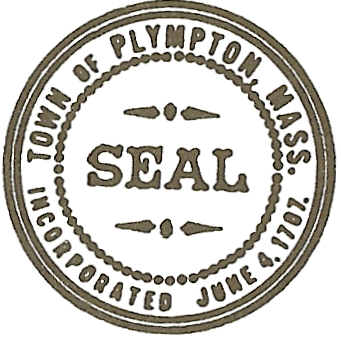 TOWN OF PLYMPTON, MASS.
SEAL
INCORPORATED JUNE 4, 1707.